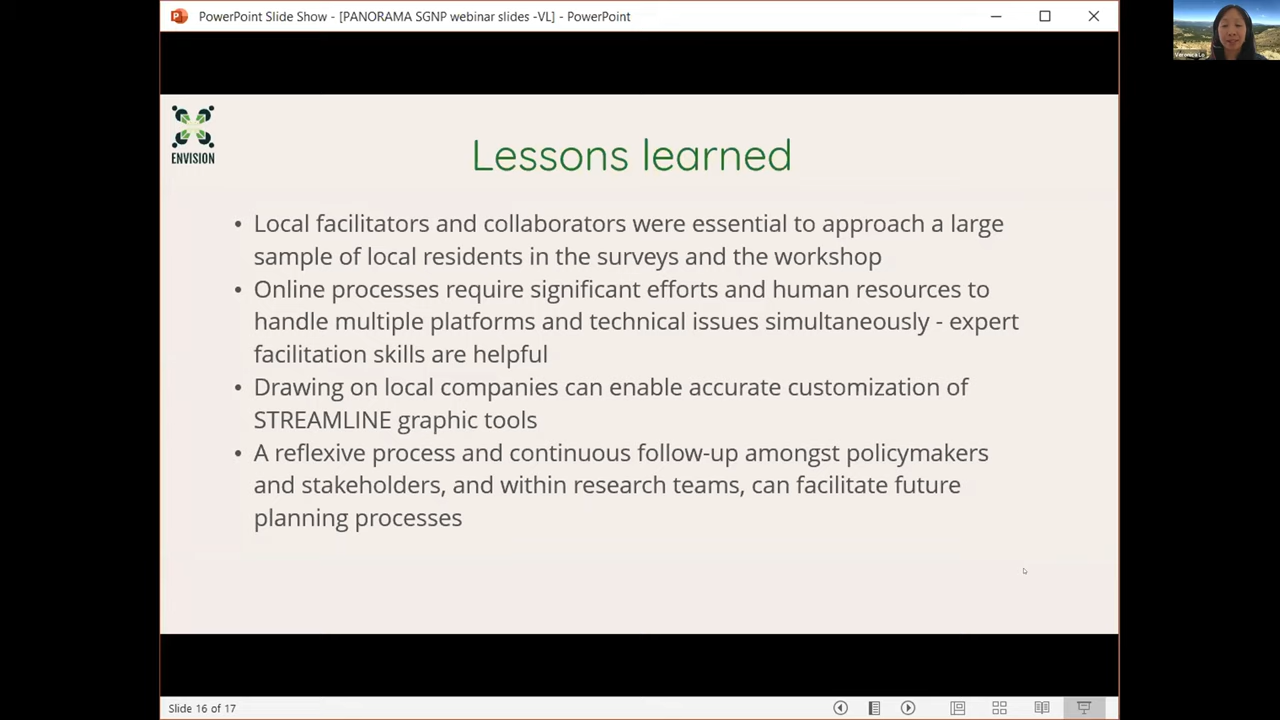 PowerPoint Slide Show - [PANORAMA SGNP webinar slides -VL] - PowerPoint
Veronica Lo
ENVISION
Lessons learned
• Local facilitators and collaborators were essential to approach a large
sample of local residents in the surveys and the workshop
• Online processes require significant efforts and human resources to
handle multiple platforms and technical issues simultaneously - expert
facilitation skills are helpful
• Drawing on local companies can enable accurate customization of
STREAMLINE graphic tools
• A reflexive process and continuous follow-up amongst policymakers
and stakeholders, and within research teams, can facilitate future
planning processes
Slide 16 of 17